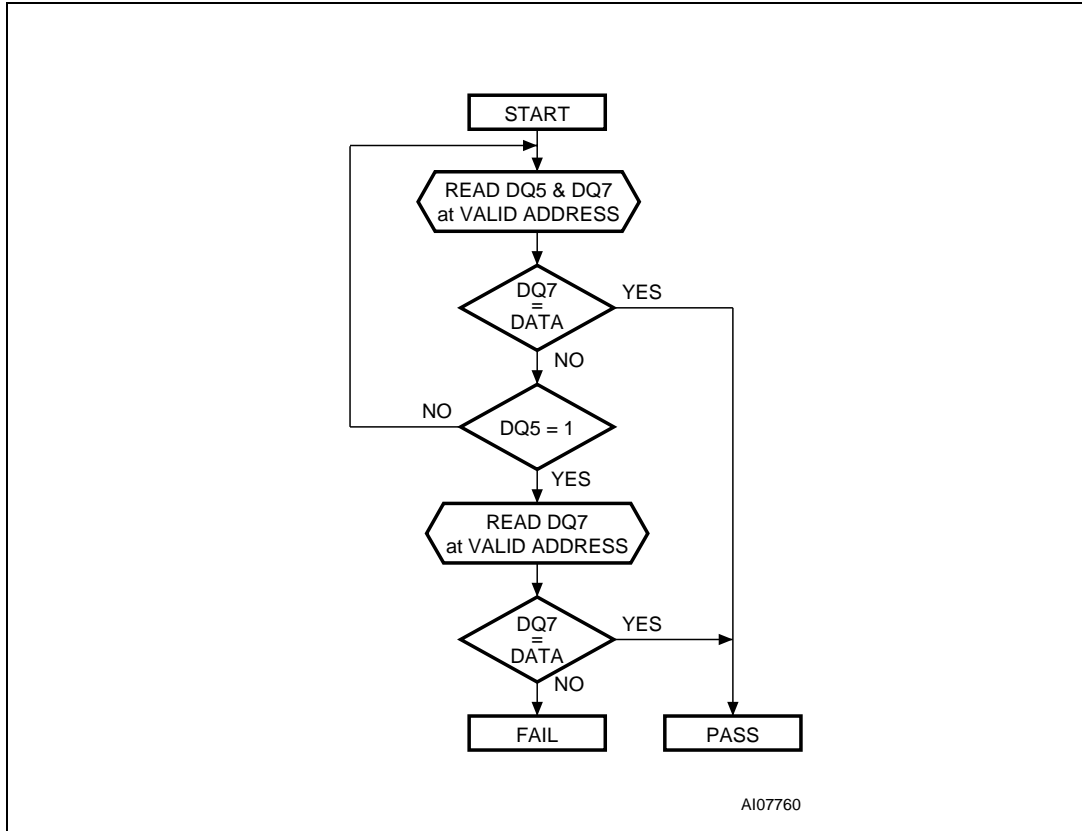 START
READ DQ5 & DQ7
at VALID ADDRESS
DQ7
=
DATA
YES
NO
DQ5 = 1
NO
YES
READ DQ7
at VALID ADDRESS
DQ7
=
DATA
YES
NO
FAIL
PASS
AI07760